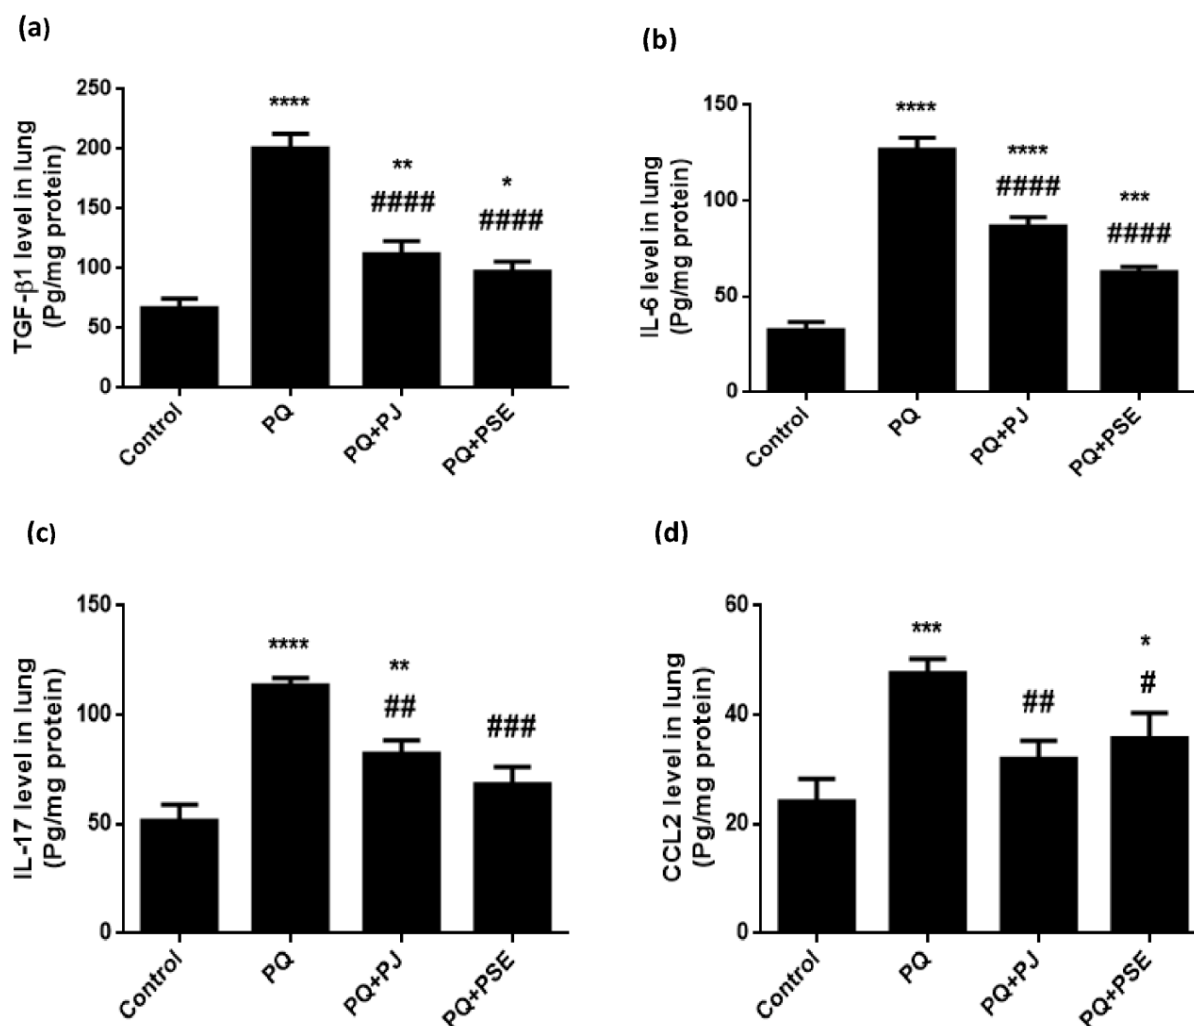 (a)
TGF-β1 level in lung
(Pg/mg protein)
250
200
150
100
50
0
****
**
####
*
####
Control
PQ
PQ+PJ
PQ+PSE
(b)
IL-6 level in lung
(Pg/mg protein)
150
100
50
0
****
****
####
***
####
Control
PQ
PQ+PJ
PQ+PSE
(c)
IL-17 level in lung
(Pg/mg protein)
150
100
50
0
****
**
##
###
Control
PQ
PQ+PJ
PQ+PSE
(d)
CCL2 level in lung
(Pg/mg protein)
60
40
20
0
***
##
*
#
Control
PQ
PQ+PJ
PQ+PSE